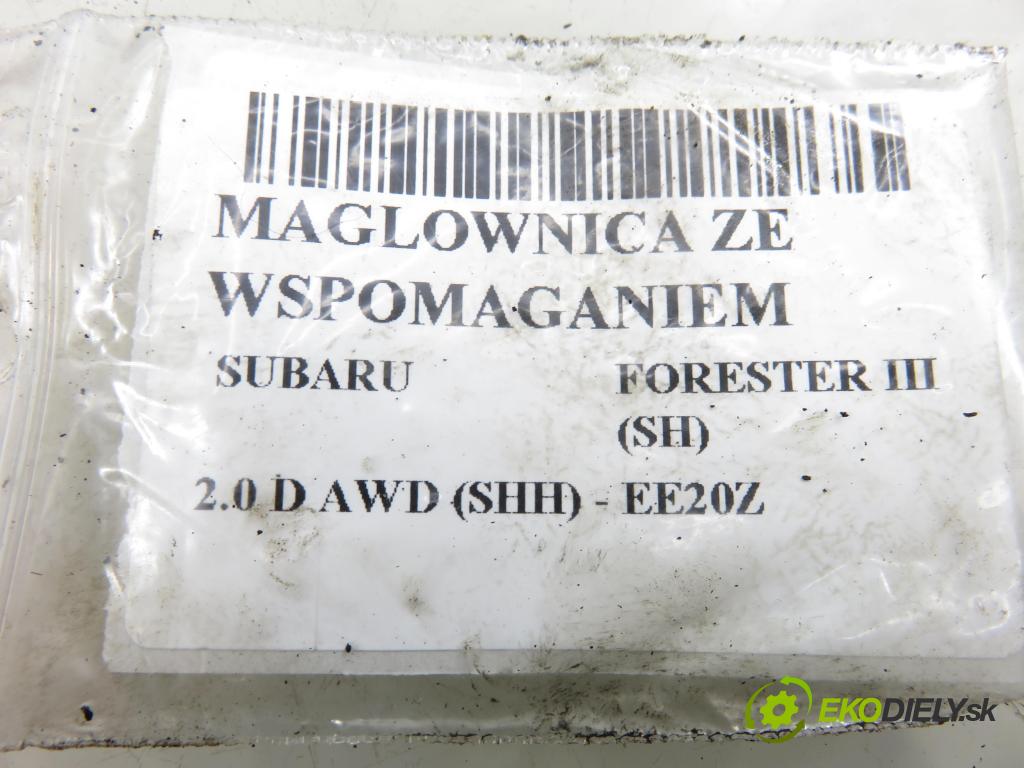 MAGLOWNICA ZE
WSPOMAGANIEM
SUBARU FORESTER III
(SH)
2.0 D AWD (SHH) - EE20Z
EKODIELY.sk